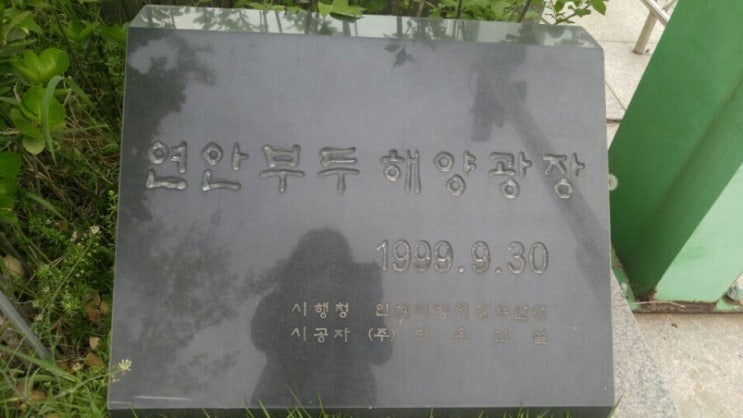 연안부두 해양광장
1999.9.30
시행청
시공자 (주)